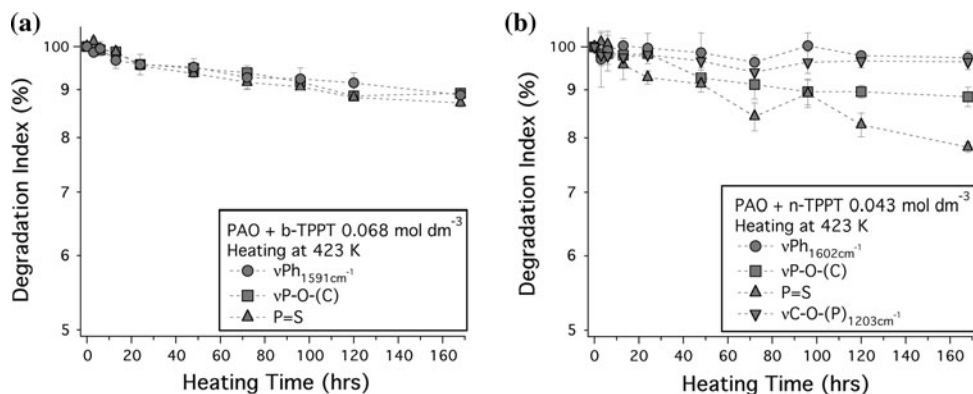 (a)
Degradation Index (%)
100
9
8
7
6
5
PAO + b-TPPT 0.068 mol dm-3
Heating at 423 K
νPh1591cm-1
νP-O-(C)
P=S
0 20 40 60 80 100 120 140 160
Heating Time (hrs)
(b)
Degradation Index (%)
100
9
8
7
6
5
PAO + n-TPPT 0.043 mol dm-3
Heating at 423 K
νPh1602cm-1
νP-O-(C)
P=S
νC-O-(P)1203cm-1
0 20 40 60 80 100 120 140 160
Heating Time (hrs)